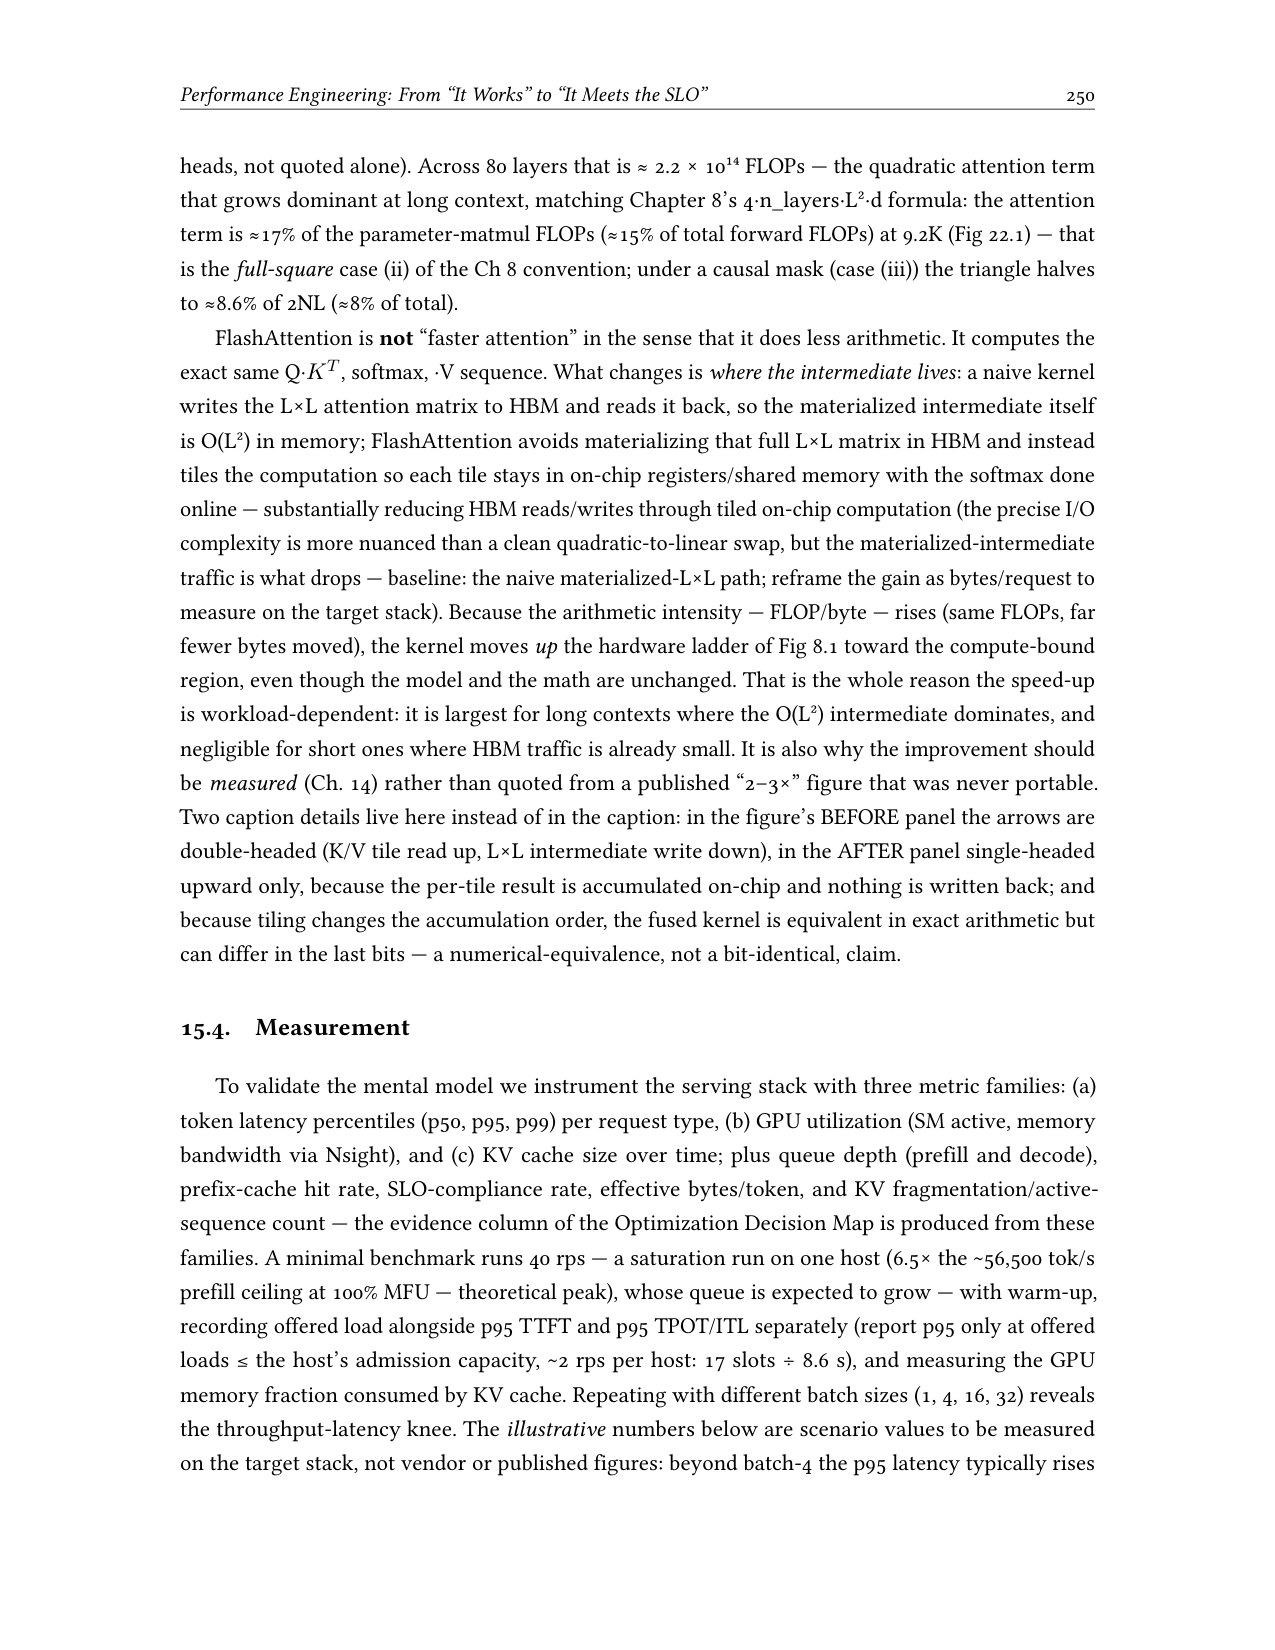 Performance Engineering: From “It Works” to “It Meets the SLO” 250
heads, not quoted alone). Across 80 layers that is ≈ 2.2 × 10¹⁴ FLOPs — the quadratic attention term
that grows dominant at long context, matching Chapter 8’s 4·n_layers·L²·d formula: the attention
term is ≈17% of the parameter-matmul FLOPs (≈15% of total forward FLOPs) at 9.2K (Fig 22.1) — that
is the full-square case (ii) of the Ch 8 convention; under a causal mask (case (iii)) the triangle halves
to ≈8.6% of 2NL (≈8% of total).
FlashAttention is not “faster attention” in the sense that it does less arithmetic. It computes the
exact same Q·Kᵀ, softmax, ·V sequence. What changes is where the intermediate lives: a naive kernel
writes the L×L attention matrix to HBM and reads it back, so the materialized intermediate itself
is O(L²) in memory; FlashAttention avoids materializing that full L×L matrix in HBM and instead
tiles the computation so each tile stays in on-chip registers/shared memory with the softmax done
online — substantially reducing HBM reads/writes through tiled on-chip computation (the precise I/O
complexity is more nuanced than a clean quadratic-to-linear swap, but the materialized-intermediate
traffic is what drops — baseline: the naive materialized-L×L path; reframe the gain as bytes/request to
measure on the target stack). Because the arithmetic intensity — FLOP/byte — rises (same FLOPs, far
fewer bytes moved), the kernel moves up the hardware ladder of Fig 8.1 toward the compute-bound
region, even though the model and the math are unchanged. That is the whole reason the speed-up
is workload-dependent: it is largest for long contexts where the O(L²) intermediate dominates, and
negligible for short ones where HBM traffic is already small. It is also why the improvement should
be measured (Ch. 14) rather than quoted from a published “2–3×” figure that was never portable.
Two caption details live here instead of in the caption: in the figure’s BEFORE panel the arrows are
double-headed (K/V tile read up, L×L intermediate write down), in the AFTER panel single-headed
upward only, because the per-tile result is accumulated on-chip and nothing is written back; and
because tiling changes the accumulation order, the fused kernel is equivalent in exact arithmetic but
can differ in the last bits — a numerical-equivalence, not a bit-identical, claim.
15.4. Measurement
To validate the mental model we instrument the serving stack with three metric families: (a)
token latency percentiles (p50, p95, p99) per request type, (b) GPU utilization (SM active, memory
bandwidth via Nsight), and (c) KV cache size over time; plus queue depth (prefill and decode),
prefix-cache hit rate, SLO-compliance rate, effective bytes/token, and KV fragmentation/active-
sequence count — the evidence column of the Optimization Decision Map is produced from these
families. A minimal benchmark runs 40 rps — a saturation run on one host (6.5× the ~56,500 tok/s
prefill ceiling at 100% MFU — theoretical peak), whose queue is expected to grow — with warm-up,
recording offered load alongside p95 TTFT and p95 TPOT/ITL separately (report p95 only at offered
loads ≤ the host’s admission capacity, ~2 rps per host: 17 slots ÷ 8.6 s), and measuring the GPU
memory fraction consumed by KV cache. Repeating with different batch sizes (1, 4, 16, 32) reveals
the throughput-latency knee. The illustrative numbers below are scenario values to be measured
on the target stack, not vendor or published figures: beyond batch-4 the p95 latency typically rises